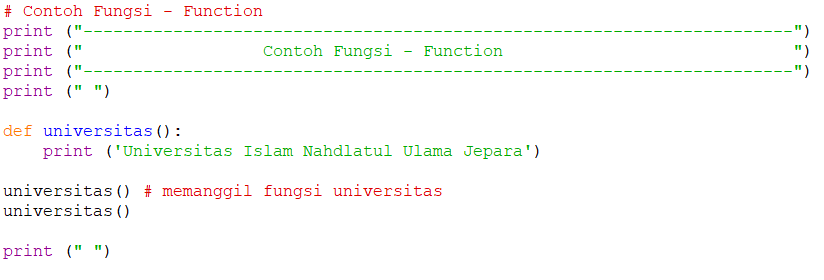 # Contoh Fungsi - Function
print ("-----------------------------------------------------------------------")
print ("                  Contoh Fungsi - Function                             ")
print ("-----------------------------------------------------------------------")
print (" ")
def universitas():
    print ('Universitas Islam Nahdlatul Ulama Jepara')
universitas() # memanggil fungsi universitas
universitas()
print (" ")